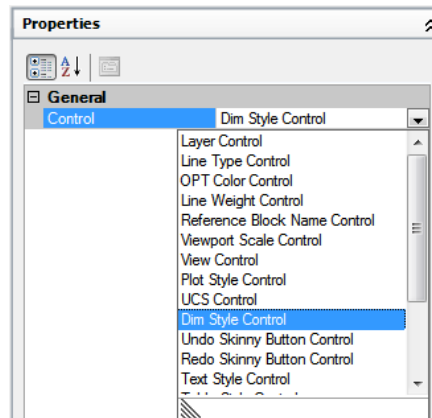 Properties
General
Control Dim Style Control
Layer Control
Line Type Control
OPT Color Control
Line Weight Control
Reference Block Name Control
Viewport Scale Control
View Control
Plot Style Control
UCS Control
Dim Style Control
Undo Skinny Button Control
Redo Skinny Button Control
Text Style Control